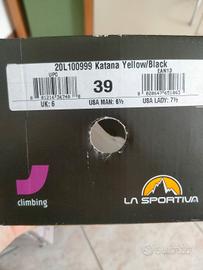 20L100999 Katana Yellow/Black
UPC
EAN13
39
UK: 6
USA MAN: 6½
USA LADY: 7½
climbing
LA SPORTIVA